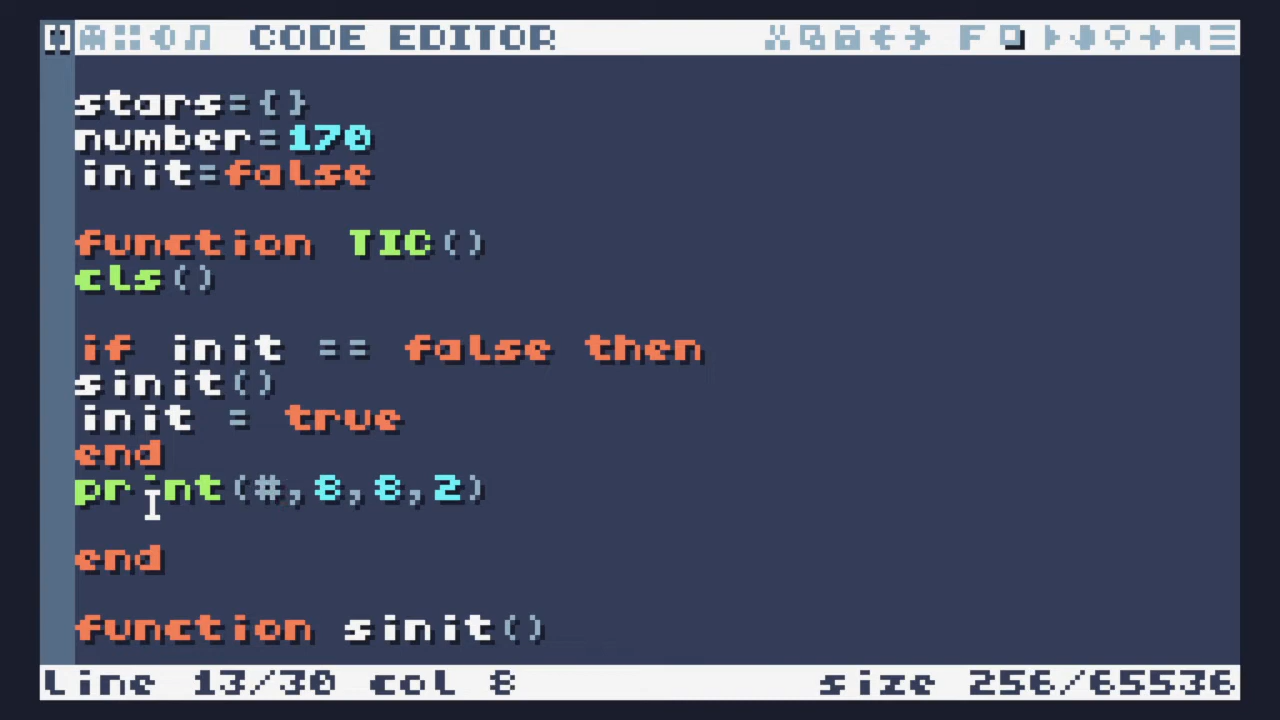 CODE EDITOR
F
stars={}
number=170
init=false
function TIC()
cls()
if init == false then
sinit()
init = true
end
print(#,8,8,2)
end
function sinit()
line 13/30 col 8
size 256/65536